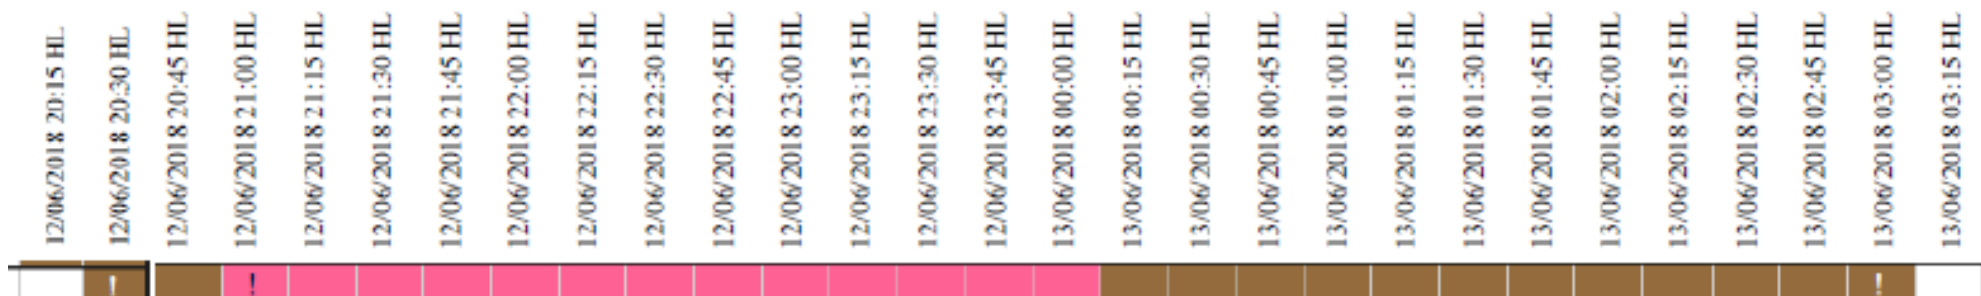 12/06/2018 20:15 HL
12/06/2018 20:30 HL
12/06/2018 20:45 HL
12/06/2018 21:00 HL
12/06/2018 21:15 HL
12/06/2018 21:30 HL
12/06/2018 21:45 HL
12/06/2018 22:00 HL
12/06/2018 22:15 HL
12/06/2018 22:30 HL
12/06/2018 22:45 HL
12/06/2018 23:00 HL
12/06/2018 23:15 HL
12/06/2018 23:30 HL
12/06/2018 23:45 HL
13/06/2018 00:00 HL
13/06/2018 00:15 HL
13/06/2018 00:30 HL
13/06/2018 00:45 HL
13/06/2018 01:00 HL
13/06/2018 01:15 HL
13/06/2018 01:30 HL
13/06/2018 01:45 HL
13/06/2018 02:00 HL
13/06/2018 02:15 HL
13/06/2018 02:30 HL
13/06/2018 02:45 HL
13/06/2018 03:00 HL
13/06/2018 03:15 HL